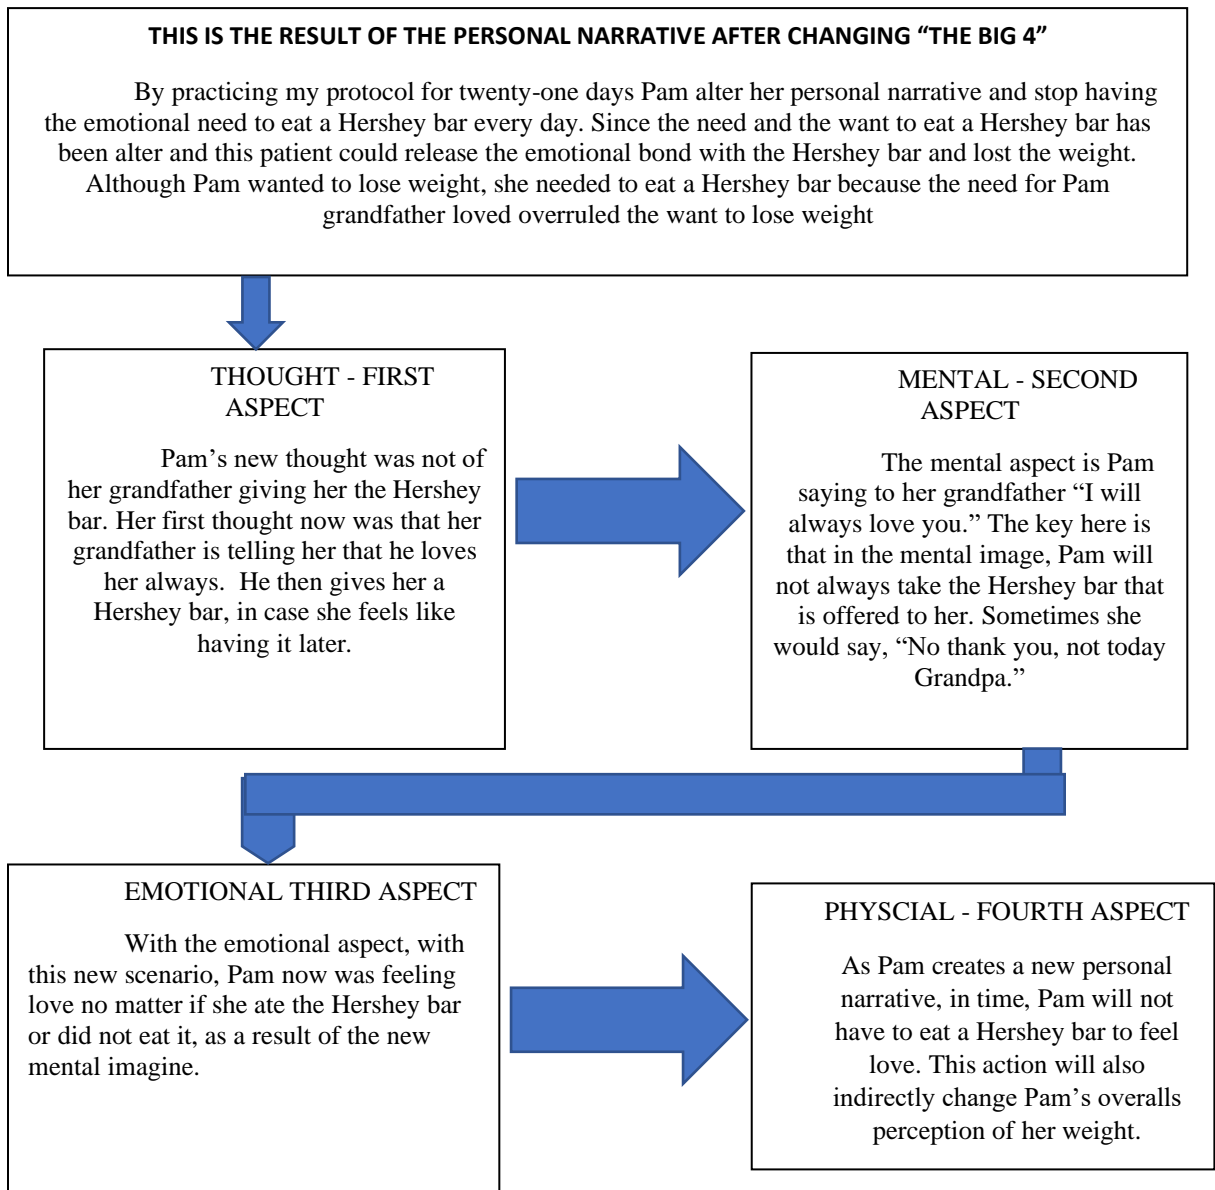 THIS IS THE RESULT OF THE PERSONAL NARRATIVE AFTER CHANGING “THE BIG 4”
By practicing my protocol for twenty-one days Pam alter her personal narrative and stop having
the emotional need to eat a Hershey bar every day. Since the need and the want to eat a Hershey bar has
been alter and this patient could release the emotional bond with the Hershey bar and lost the weight.
Although Pam wanted to lose weight, she needed to eat a Hershey bar because the need for Pam
grandfather loved overruled the want to lose weight
THOUGHT - FIRST
ASPECT
Pam’s new thought was not of
her grandfather giving her the Hershey
bar. Her first thought now was that her
grandfather is telling her that he loves
her always. He then gives her a
Hershey bar, in case she feels like
having it later.
MENTAL - SECOND
ASPECT
The mental aspect is Pam
saying to her grandfather “I will
always love you.” The key here is
that in the mental image, Pam will
not always take the Hershey bar that
is offered to her. Sometimes she
would say, “No thank you, not today
Grandpa.”
EMOTIONAL THIRD ASPECT
With the emotional aspect, with
this new scenario, Pam now was feeling
love no matter if she ate the Hershey bar
or did not eat it, as a result of the new
mental imagine.
PHYSCIAL - FOURTH ASPECT
As Pam creates a new personal
narrative, in time, Pam will not
have to eat a Hershey bar to feel
love. This action will also
indirectly change Pam’s overalls
perception of her weight.